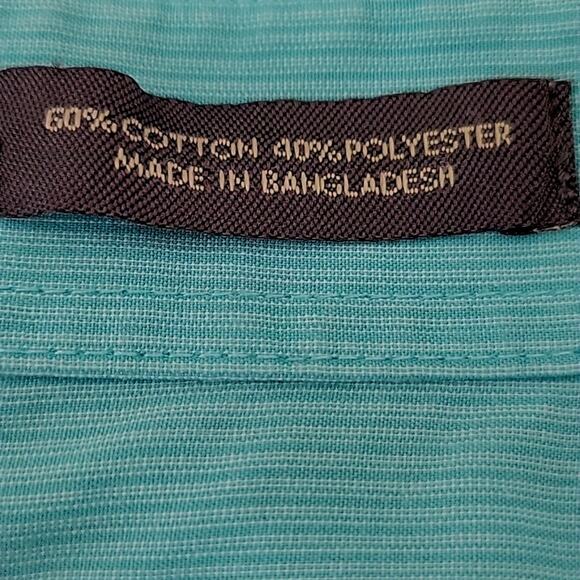 60% COTTON 40% POLYESTER
MADE IN BANGLADESH